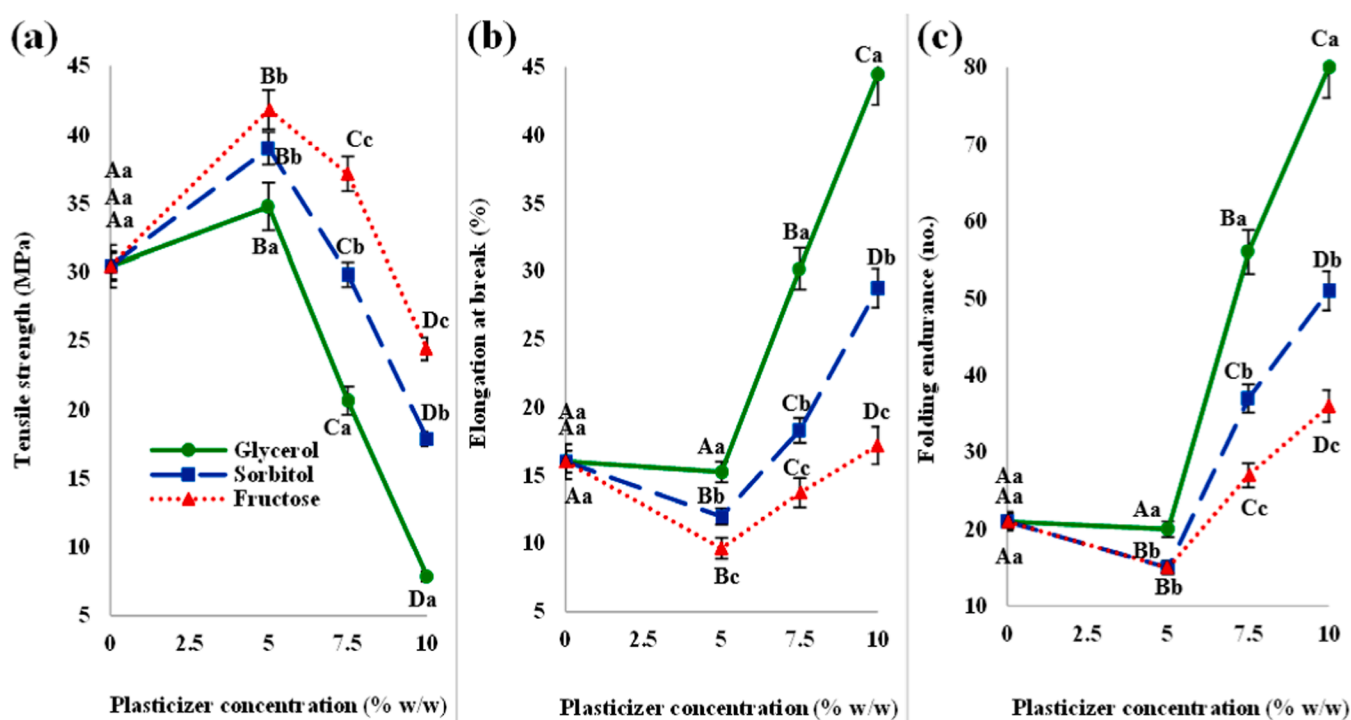 (a)
Tensile strength (MPa)
45
40
35
30
25
20
15
10
5
Aa
Aa
Aa
Bb
Bb
Ba
Cc
Cb
Ca
Dc
Db
Da
Glycerol
Sorbitol
Fructose
0
2.5
5
7.5
10
Plasticizer concentration (% w/w)
(b)
Elongation at break (%)
45
40
35
30
25
20
15
10
5
Aa
Aa
Aa
Aa
Bb
Bc
Ba
Cb
Cc
Ca
Db
Dc
0
2.5
5
7.5
10
Plasticizer concentration (% w/w)
(c)
Folding endurance (no.)
80
70
60
50
40
30
20
10
Aa
Aa
Aa
Aa
Bb
Bb
Ba
Cb
Cc
Ca
Db
Dc
0
2.5
5
7.5
10
Plasticizer concentration (% w/w)